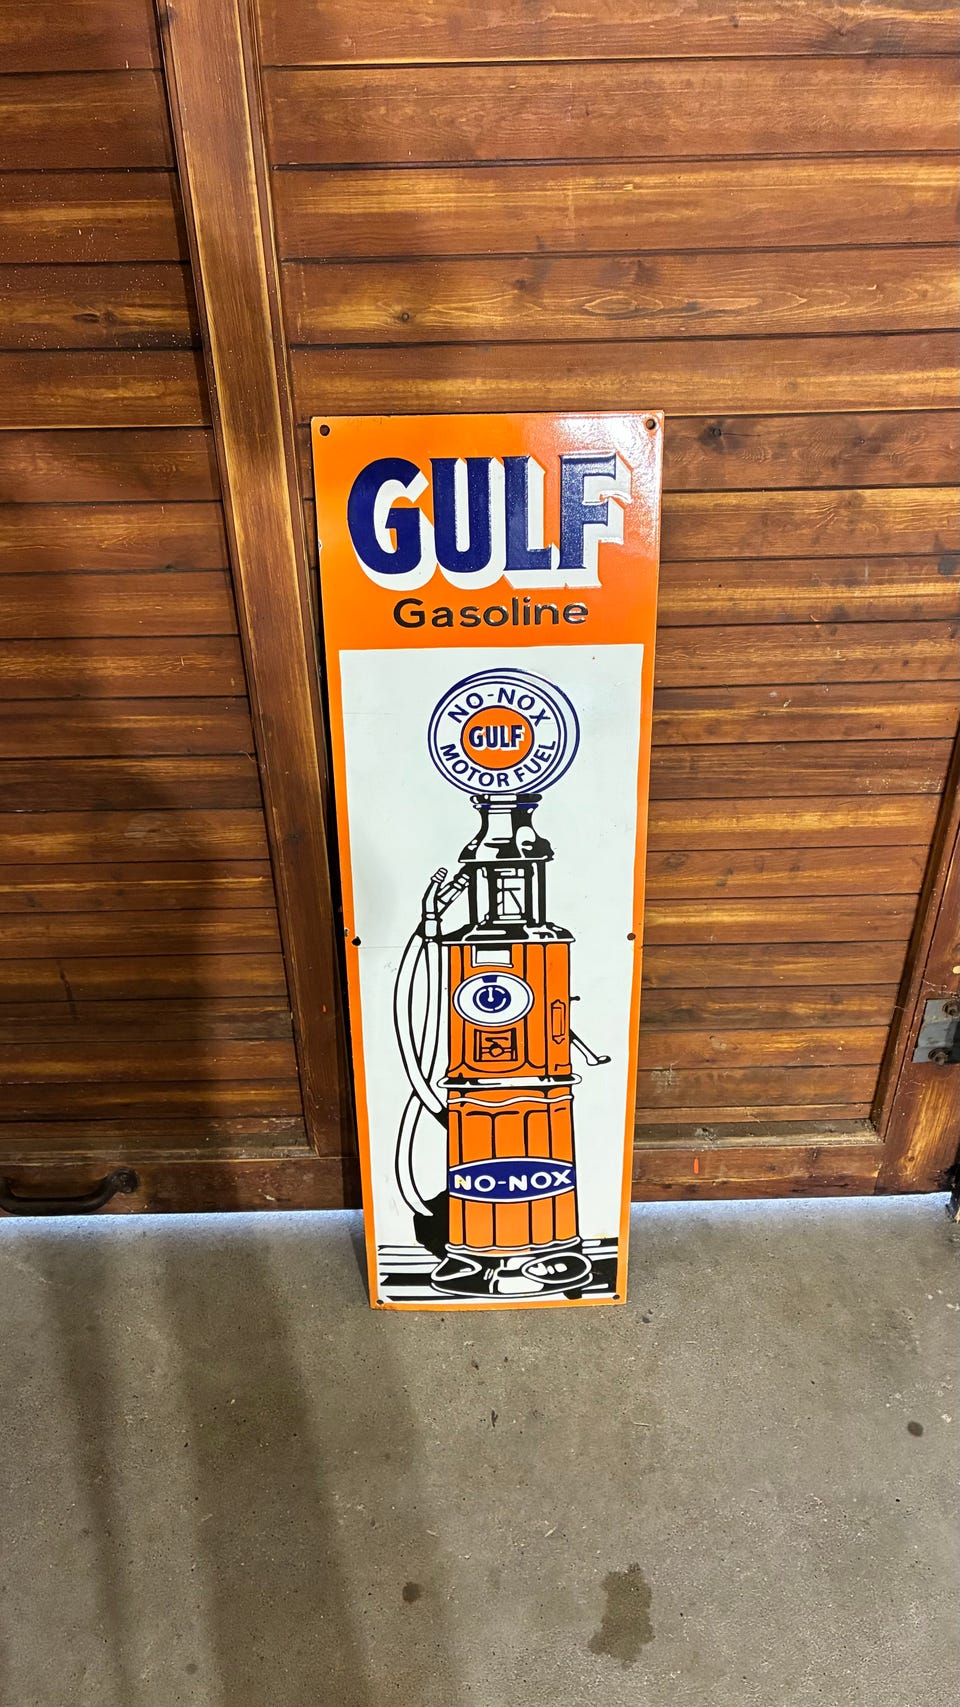 GULF
Gasoline
NO-NOX
GULF
MOTOR FUEL
NO-NOX